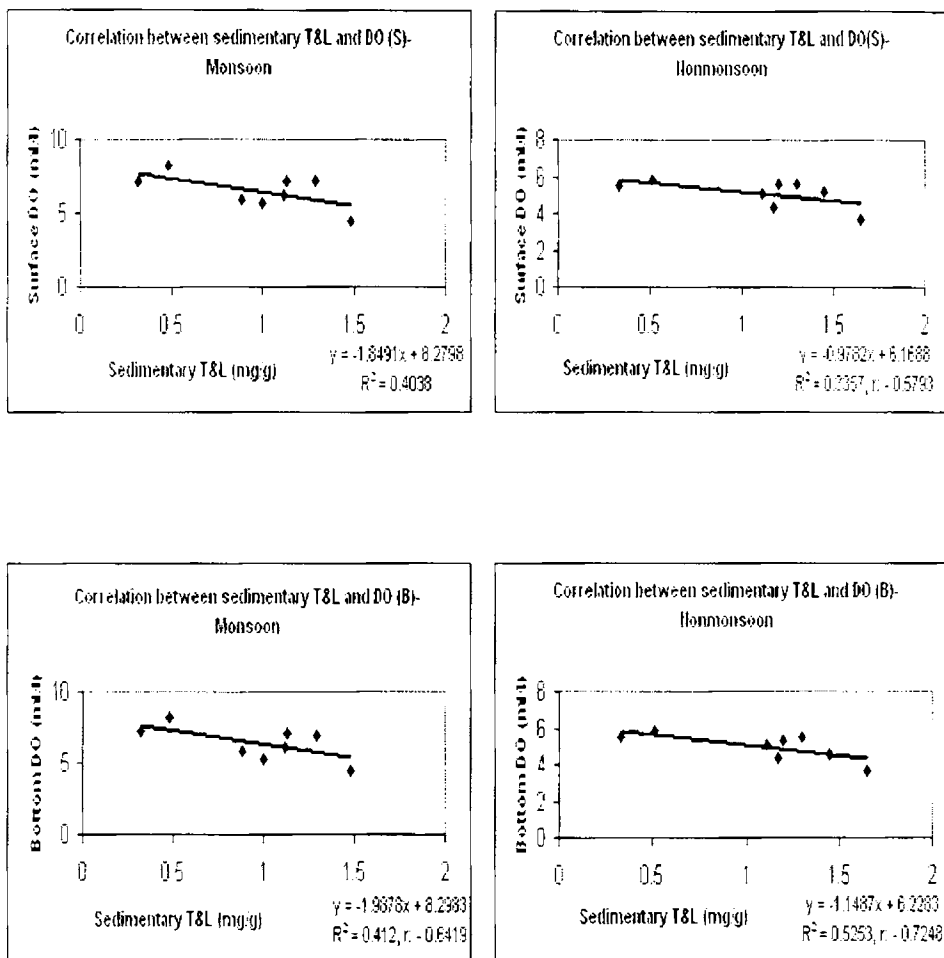 Correlation between sedimentary T&L and DO (S)-
Monsoon
Surface DO (ml/l)
10
5
0
0 0.5 1 1.5 2
Sedimentary T&L (mg/g)
y = -1.8491x + 8.2798
R² = 0.4038
Correlation between sedimentary T&L and DO(S)-
Nonmonsoon
Surface DO (ml/l)
8
6
4
2
0
0 0.5 1 1.5 2
Sedimentary T&L (mg/g)
y = -0.9782x + 6.1688
R² = 0.3357, r: - 0.5793
Correlation between sedimentary T&L and DO (B)-
Monsoon
Bottom DO (ml/l)
10
5
0
0 0.5 1 1.5 2
Sedimentary T&L (mg/g)
y = -1.9878x + 8.2983
R² = 0.412, r: - 0.6419
Correlation between sedimentary T&L and DO (B)-
Nonmonsoon
Bottom DO (ml/l)
8
6
4
2
0
0 0.5 1 1.5 2
Sedimentary T&L (mg/g)
y = -1.1487x + 6.2283
R² = 0.5253, r: - 0.7248